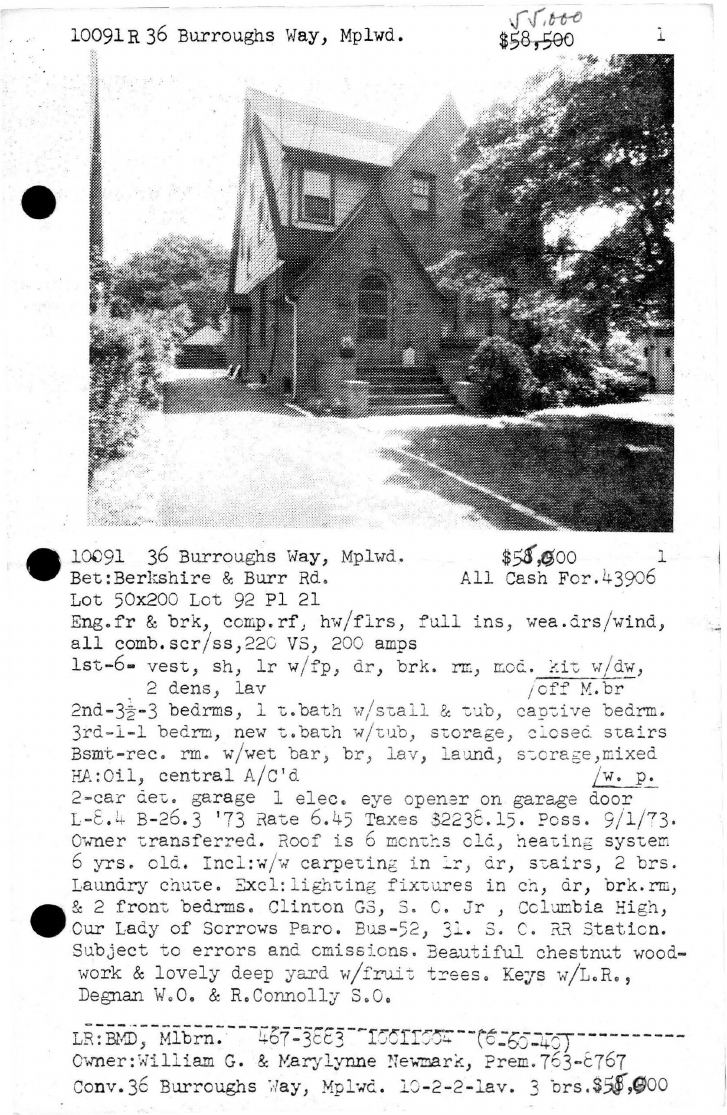 55,000
10091R 36 Burroughs Way, Mplwd. $58,500 1
10091 36 Burroughs Way, Mplwd. $55,000 1
Bet:Berkshire & Burr Rd. All Cash For.43906
Lot 50x200 Lot 92 Pl 21
Eng.fr & brk, comp.rf, hw/flrs, full ins, wea.drs/wind,
all comb.scr/ss,220 VS, 200 amps
1st-6- vest, sh, lr w/fp, dr, brk. rm, mod. kit w/dw,
2 dens, lav /off M.br
2nd-3½-3 bedrms, 1 t.bath w/stall & tub, captive bedrm.
3rd-1-1 bedrm, new t.bath w/tub, storage, closed stairs
Bsmt-rec. rm. w/wet bar, br, lav, laund, storage,mixed
HA:Oil, central A/C'd /w. p.
2-car det. garage 1 elec. eye opener on garage door
L-8.4 B-26.3 '73 Rate 6.45 Taxes $2238.15. Poss. 9/1/73.
Owner transferred. Roof is 6 months old, heating system
6 yrs. old. Incl:w/w carpeting in lr, dr, stairs, 2 brs.
Laundry chute. Excl:lighting fixtures in ch, dr, brk.rm,
& 2 front bedrms. Clinton GS, S. O. Jr , Columbia High,
Our Lady of Sorrows Paro. Bus-52, 31. S. O. RR Station.
Subject to errors and omissions. Beautiful chestnut wood-
work & lovely deep yard w/fruit trees. Keys w/L.R.,
Degnan W.O. & R.Connolly S.O.
LR:BMD, Mlbrn. 467-3883 (6-60-40)
Owner:William G. & Marylynne Newmark, Prem.763-8767
Conv.36 Burroughs Way, Mplwd. 10-2-2-lav. 3 brs.$55,000